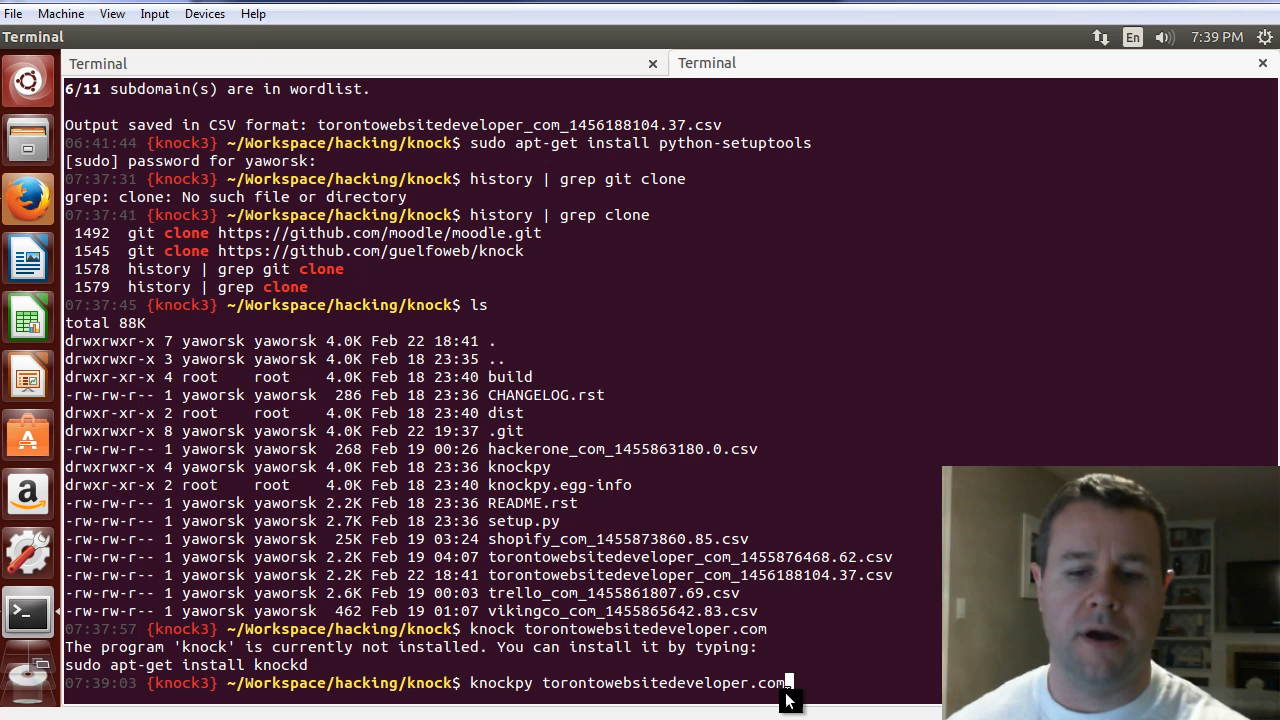 File Machine View Input Devices Help
Terminal En 7:39 PM
Terminal Terminal
6/11 subdomain(s) are in wordlist.
Output saved in CSV format: torontowebsitedeveloper_com_1456188104.37.csv
06:41:44 {knock3} ~/Workspace/hacking/knock$ sudo apt-get install python-setuptools
[sudo] password for yaworsk:
07:37:31 {knock3} ~/Workspace/hacking/knock$ history | grep git clone
grep: clone: No such file or directory
07:37:41 {knock3} ~/Workspace/hacking/knock$ history | grep clone
1492 git clone https://github.com/moodle/moodle.git
1545 git clone https://github.com/guelfoweb/knock
1578 history | grep git clone
1579 history | grep clone
07:37:45 {knock3} ~/Workspace/hacking/knock$ ls
total 88K
drwxrwxr-x 7 yaworsk yaworsk 4.0K Feb 22 18:41 .
drwxrwxr-x 3 yaworsk yaworsk 4.0K Feb 18 23:35 ..
drwxr-xr-x 4 root root 4.0K Feb 18 23:40 build
-rw-rw-r-- 1 yaworsk yaworsk 286 Feb 18 23:36 CHANGELOG.rst
drwxr-xr-x 2 root root 4.0K Feb 18 23:40 dist
drwxrwxr-x 8 yaworsk yaworsk 4.0K Feb 22 19:37 .git
-rw-rw-r-- 1 yaworsk yaworsk 268 Feb 19 00:26 hackerone_com_1455863180.0.csv
drwxrwxr-x 4 yaworsk yaworsk 4.0K Feb 18 23:36 knockpy
drwxr-xr-x 2 root root 4.0K Feb 18 23:40 knockpy.egg-info
-rw-rw-r-- 1 yaworsk yaworsk 2.2K Feb 18 23:36 README.rst
-rw-rw-r-- 1 yaworsk yaworsk 2.7K Feb 18 23:36 setup.py
-rw-rw-r-- 1 yaworsk yaworsk 25K Feb 19 03:24 shopify_com_1455873860.85.csv
-rw-rw-r-- 1 yaworsk yaworsk 2.2K Feb 19 04:07 torontowebsitedeveloper_com_1455876468.62.csv
-rw-rw-r-- 1 yaworsk yaworsk 2.2K Feb 22 18:41 torontowebsitedeveloper_com_1456188104.37.csv
-rw-rw-r-- 1 yaworsk yaworsk 2.6K Feb 19 00:03 trello_com_1455861807.69.csv
-rw-rw-r-- 1 yaworsk yaworsk 462 Feb 19 01:07 vikingco_com_1455865642.83.csv
07:37:57 {knock3} ~/Workspace/hacking/knock$ knock torontowebsitedeveloper.com
The program 'knock' is currently not installed. You can install it by typing:
sudo apt-get install knockd
07:39:03 {knock3} ~/Workspace/hacking/knock$ knockpy torontowebsitedeveloper.com